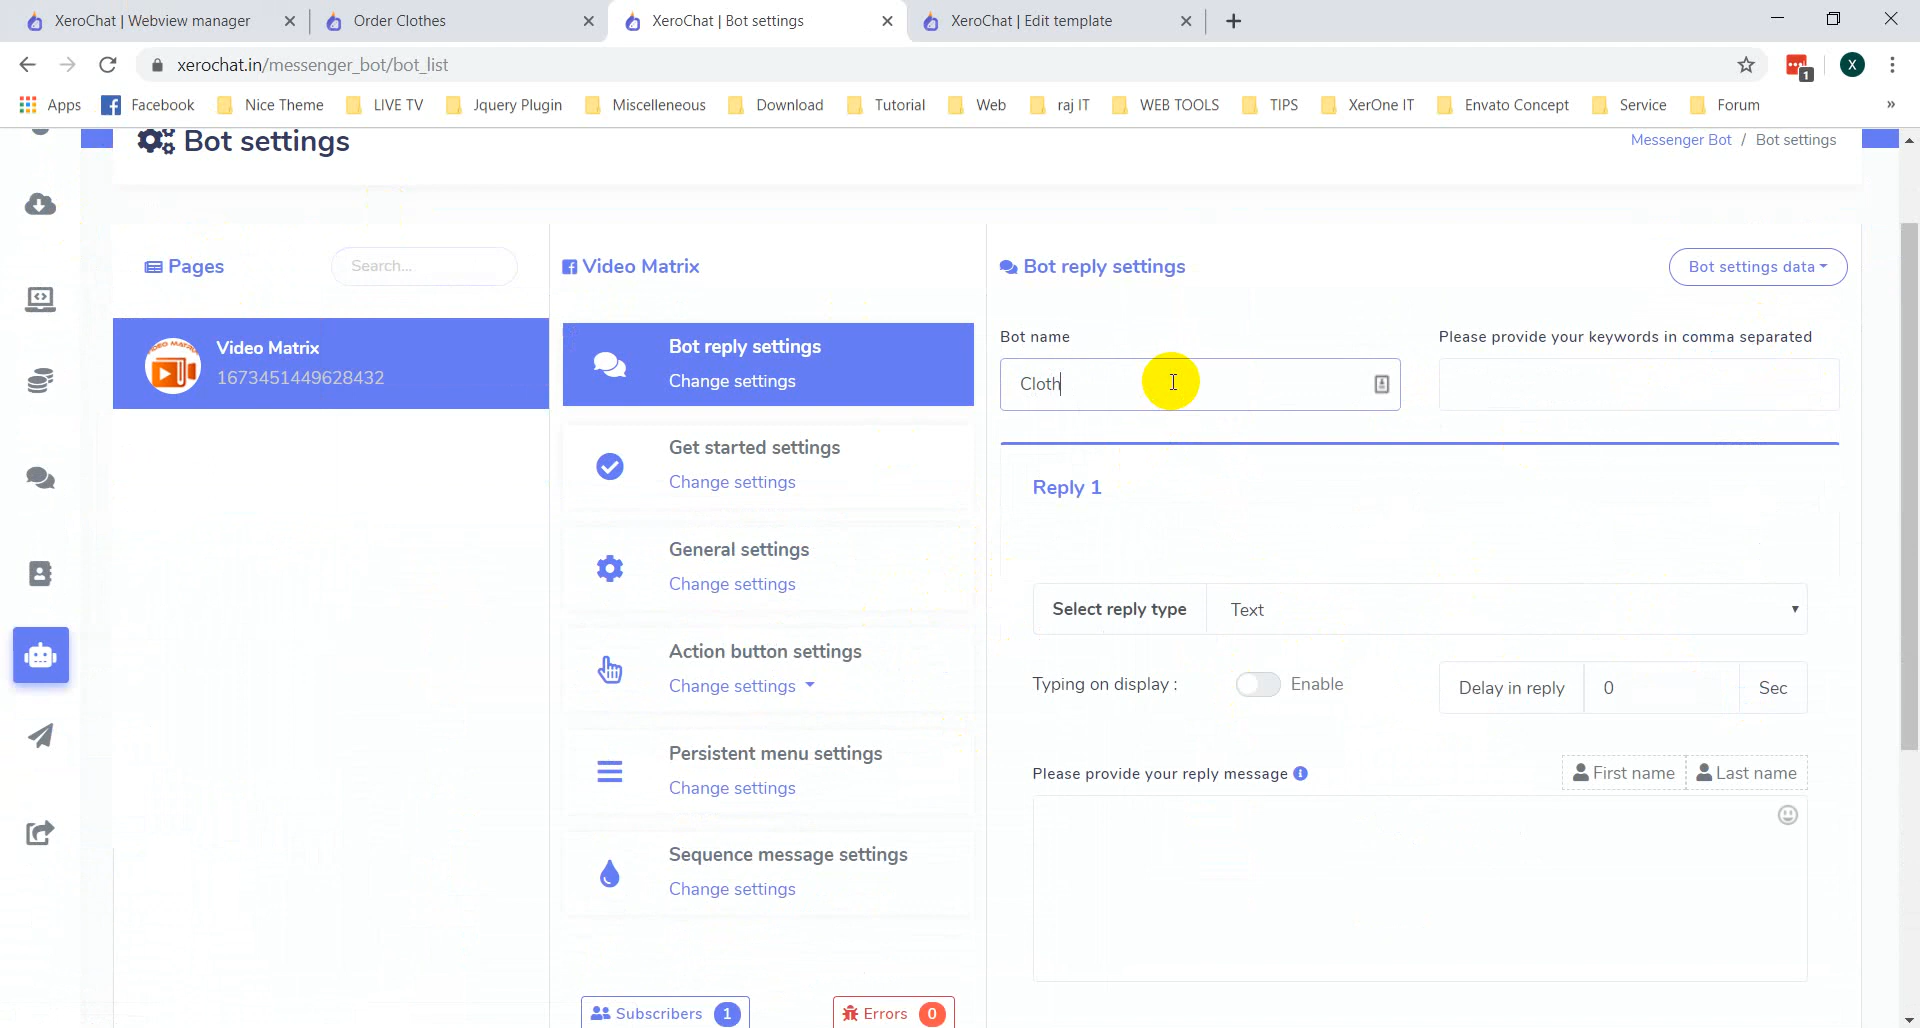 XeroChat | Webview manager
Order Clothes
XeroChat | Bot settings
XeroChat | Edit template
xerochat.in/messenger_bot/bot_list
1
X
Apps
Facebook
Nice Theme
LIVE TV
Jquery Plugin
Miscelleneous
Download
Tutorial
Web
raj IT
WEB TOOLS
TIPS
XerOne IT
Envato Concept
Service
Forum
»
Bot settings
Messenger Bot / Bot settings
Pages
Search...
VIDEO MATRIX
Video Matrix
1673451449628432
Video Matrix
Bot reply settings
Change settings
Get started settings
Change settings
General settings
Change settings
Action button settings
Change settings
Persistent menu settings
Change settings
Sequence message settings
Change settings
Subscribers 1
Errors 0
Bot reply settings
Bot settings data
Bot name
Please provide your keywords in comma separated
Cloth
Reply 1
Select reply type
Text
Typing on display :
Enable
Delay in reply
0
Sec
Please provide your reply message
First name
Last name